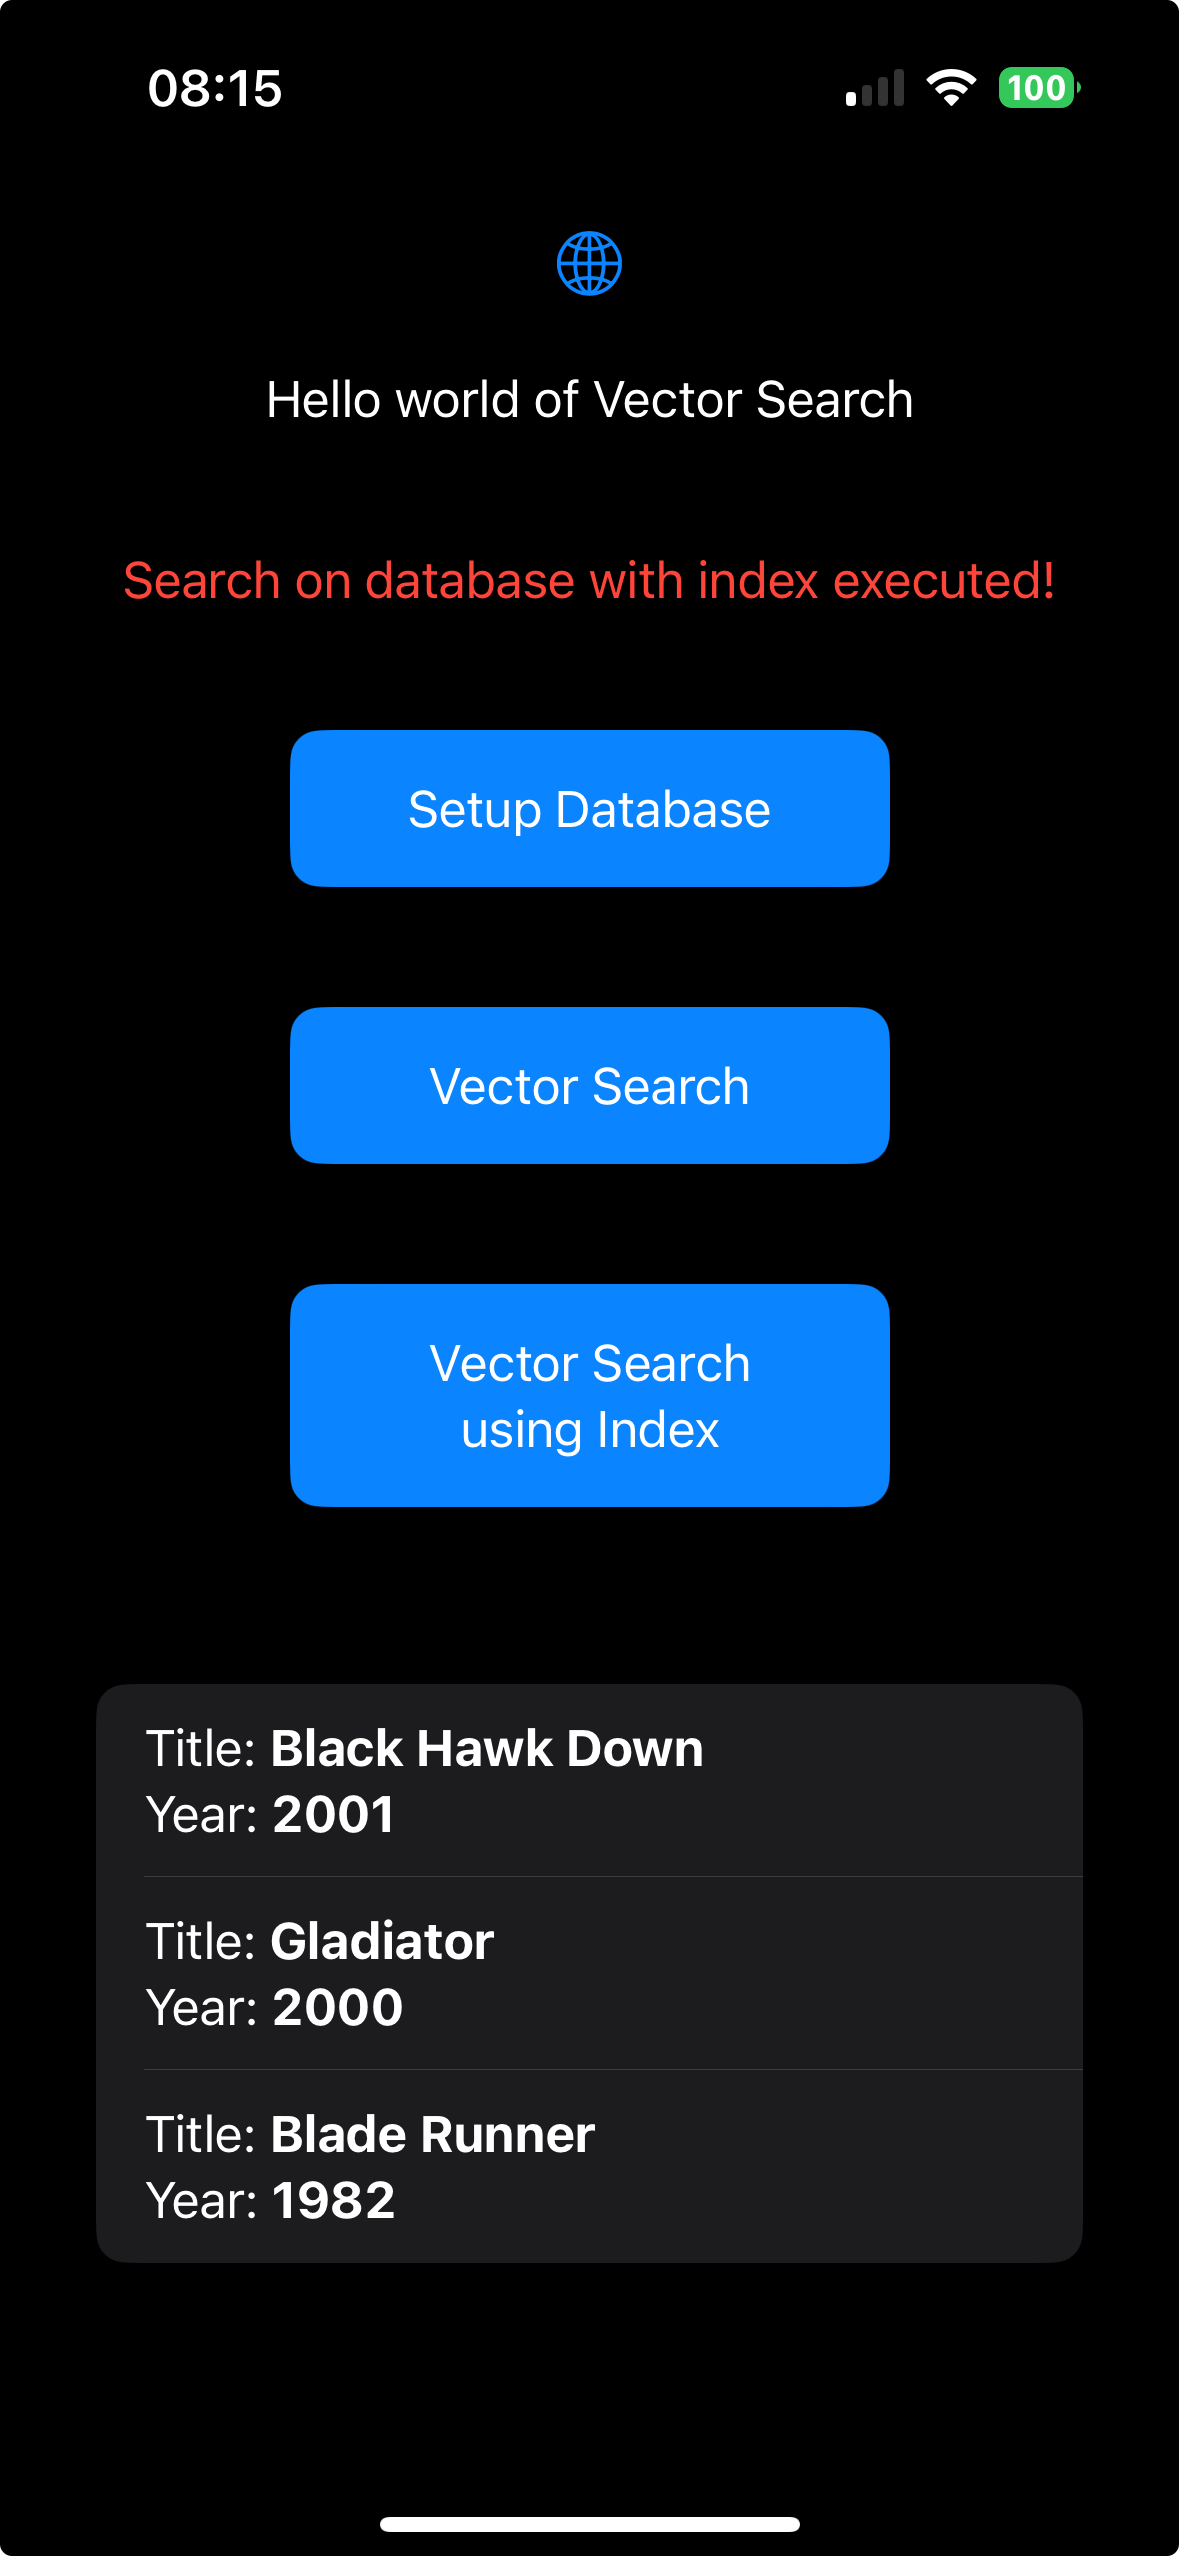 08:15
100
Hello world of Vector Search
Search on database with index executed!
Setup Database
Vector Search
Vector Search
using Index
Title: Black Hawk Down
Year: 2001
Title: Gladiator
Year: 2000
Title: Blade Runner
Year: 1982